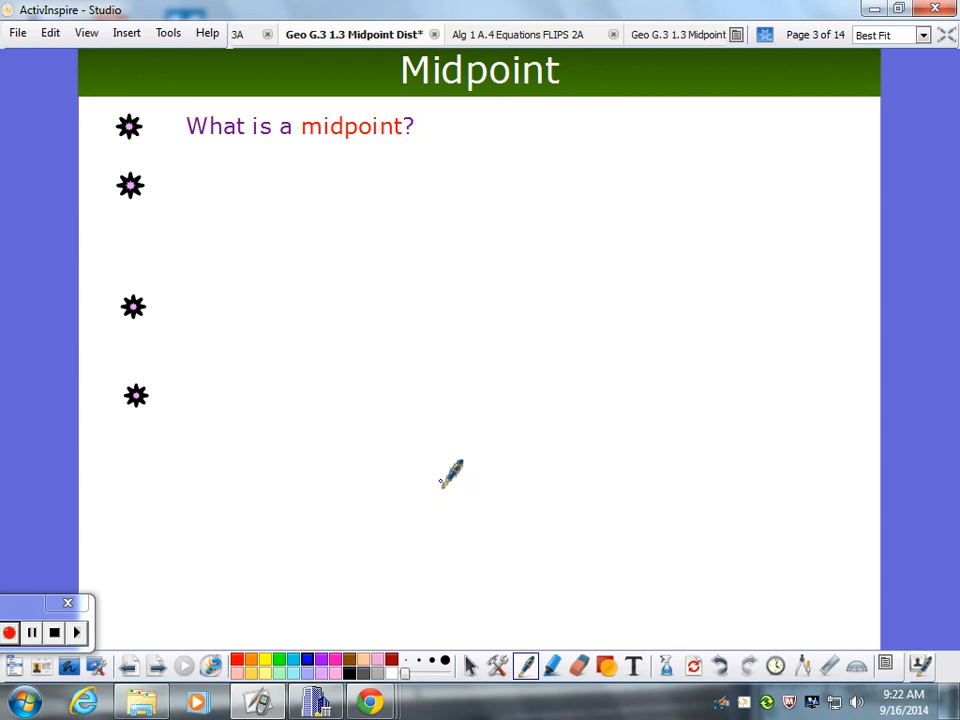 ActivInspire - Studio
File Edit View Insert Tools Help 3A Geo G.3 1.3 Midpoint Dist* Alg 1 A.4 Equations FLIPS 2A Geo G.3 1.3 Midpoint Page 3 of 14 Best Fit
Midpoint
What is a midpoint?
T
9:22 AM
9/16/2014